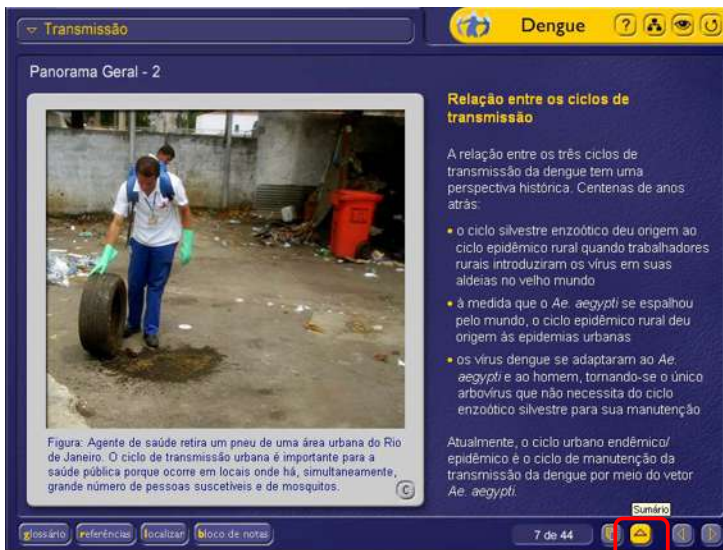 Transmissão
Dengue
?
Panorama Geral - 2
Relação entre os ciclos de
transmissão
A relação entre os três ciclos de
transmissão da dengue tem uma
perspectiva histórica. Centenas de anos
atrás:
• o ciclo silvestre enzoótico deu origem ao
ciclo epidêmico rural quando trabalhadores
rurais introduziram os vírus em suas
aldeias no velho mundo
• à medida que o Ae. aegypti se espalhou
pelo mundo, o ciclo epidêmico rural deu
origem às epidemias urbanas
• os vírus dengue se adaptaram ao Ae.
aegypti e ao homem, tornando-se o único
arbovírus que não necessita do ciclo
enzoótico silvestre para sua manutenção
Atualmente, o ciclo urbano endêmico/
epidêmico é o ciclo de manutenção da
transmissão da dengue por meio do vetor
Ae. aegypti.
Figura: Agente de saúde retira um pneu de uma área urbana do Rio
de Janeiro. O ciclo de transmissão urbana é importante para a
saúde pública porque ocorre em locais onde há, simultaneamente,
grande número de pessoas suscetíveis e de mosquitos.
C
Sumário
glossário referências localizar bloco de notas 7 de 44